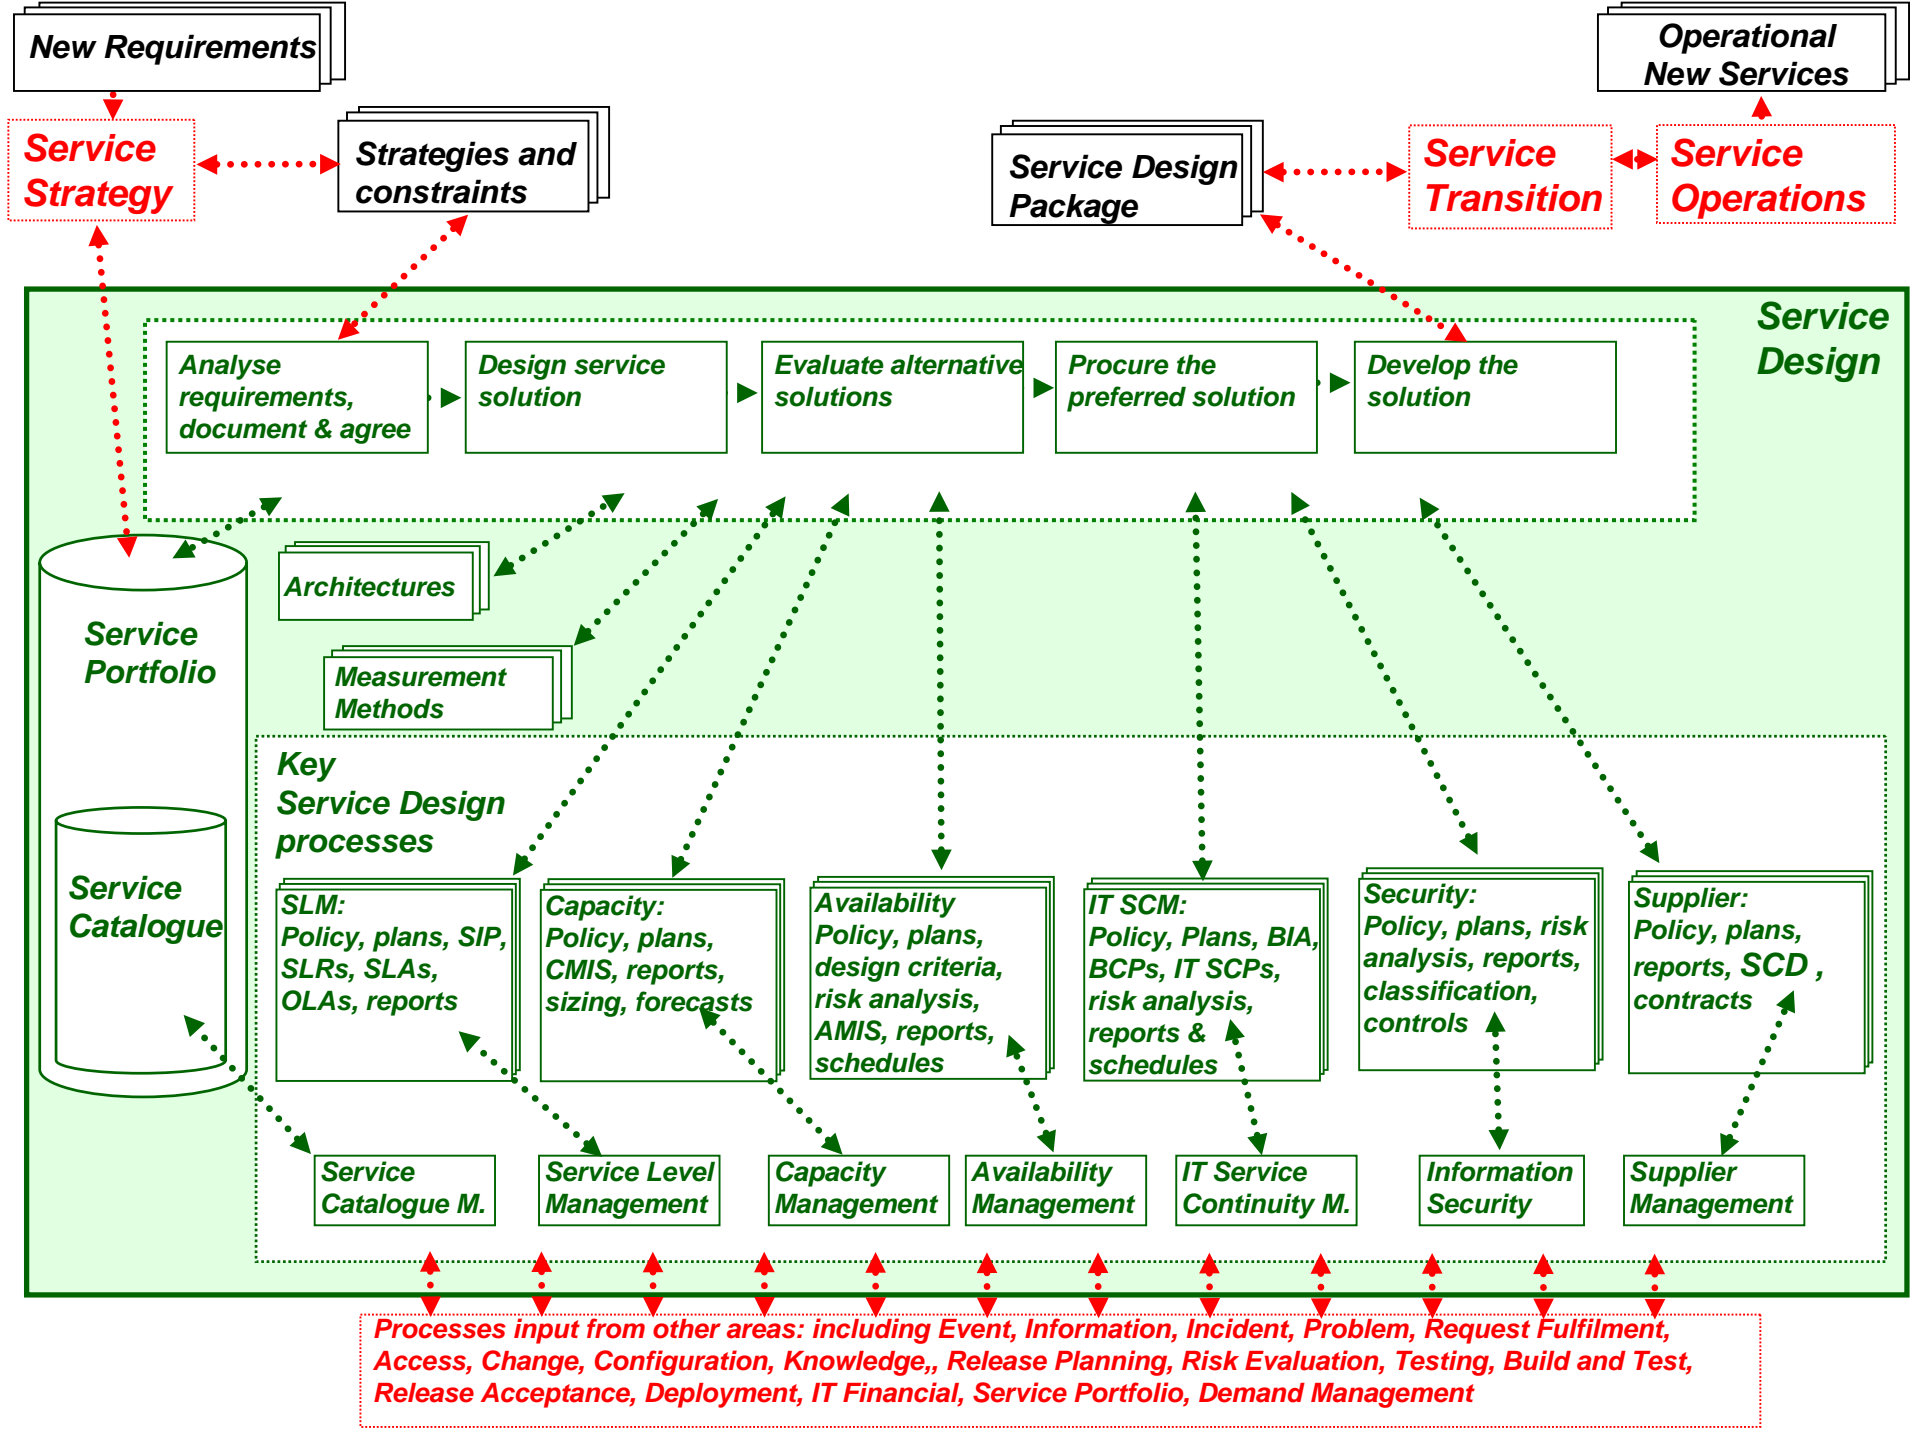 New Requirements
Operational
New Services
Service
Strategy
Strategies and
constraints
Service Design
Package
Service
Transition
Service
Operations
Service
Design
Analyse
requirements,
document & agree
Design service
solution
Evaluate alternative
solutions
Procure the
preferred solution
Develop the
solution
Architectures
Measurement
Methods
Service
Portfolio
Service
Catalogue
Key
Service Design
processes
SLM:
Policy, plans, SIP,
SLRs, SLAs,
OLAs, reports
Capacity:
Policy, plans,
CMIS, reports,
sizing, forecasts
Availability
Policy, plans,
design criteria,
risk analysis,
AMIS, reports,
schedules
IT SCM:
Policy, Plans, BIA,
BCPs, IT SCPs,
risk analysis,
reports &
schedules
Security:
Policy, plans, risk
analysis, reports,
classification,
controls
Supplier:
Policy, plans,
reports, SCD ,
contracts
Service
Catalogue M.
Service Level
Management
Capacity
Management
Availability
Management
IT Service
Continuity M.
Information
Security
Supplier
Management
Processes input from other areas: including Event, Information, Incident, Problem, Request Fulfilment,
Access, Change, Configuration, Knowledge,, Release Planning, Risk Evaluation, Testing, Build and Test,
Release Acceptance, Deployment, IT Financial, Service Portfolio, Demand Management